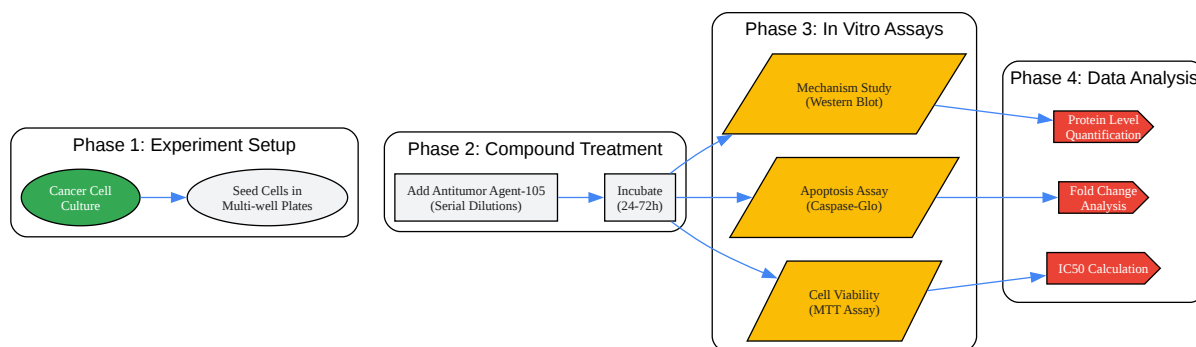 Phase 1: Experiment Setup
Cancer Cell
Culture
Seed Cells in
Multi-well Plates
Phase 2: Compound Treatment
Add Antitumor Agent-105
(Serial Dilutions)
Incubate
(24-72h)
Phase 3: In Vitro Assays
Mechanism Study
(Western Blot)
Apoptosis Assay
(Caspase-Glo)
Cell Viability
(MTT Assay)
Phase 4: Data Analysis
Protein Level
Quantification
Fold Change
Analysis
IC50 Calculation